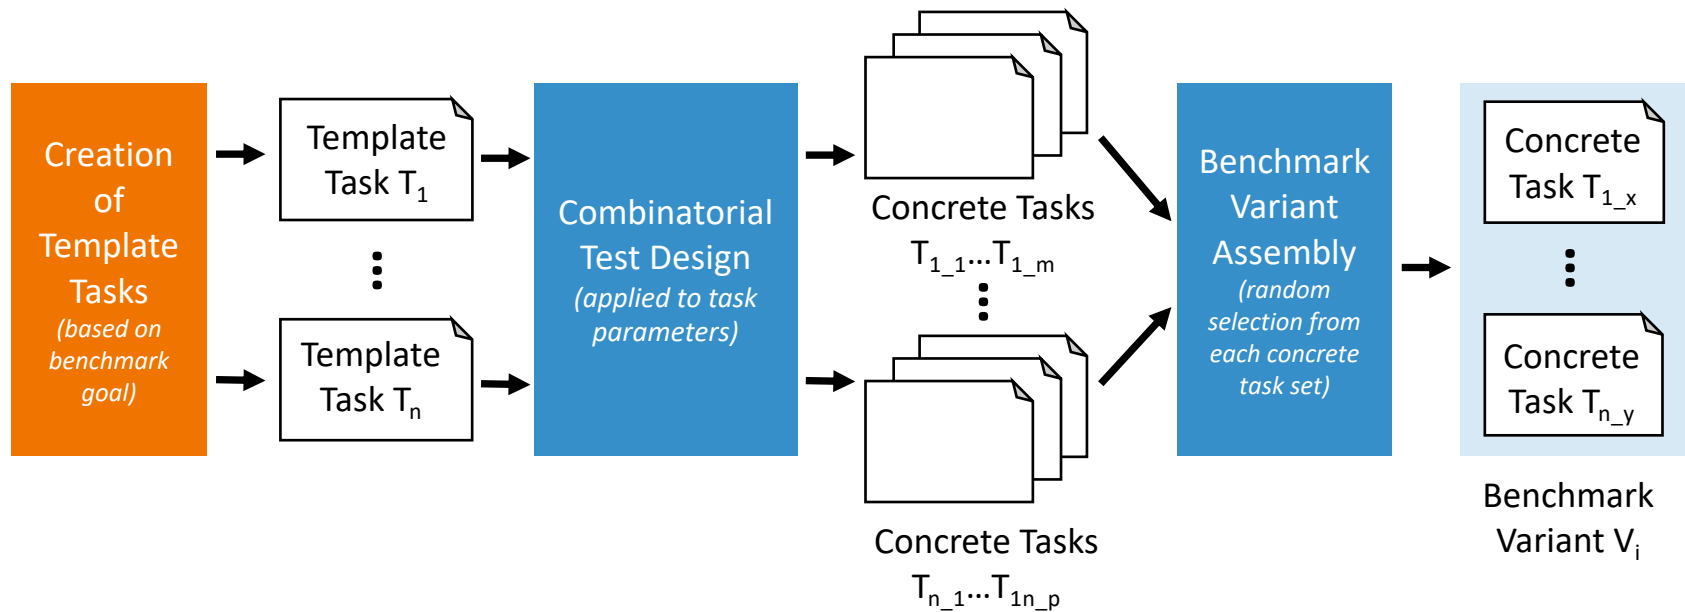 Creation
of
Template
Tasks
(based on
benchmark
goal)
Template
Task T1
Template
Task Tn
Combinatorial
Test Design
(applied to task
parameters)
Concrete Tasks
T1_1...T1_m
Concrete Tasks
Tn_1...T1n_p
Benchmark
Variant
Assembly
(random
selection from
each concrete
task set)
Concrete
Task T1_x
Concrete
Task Tn_y
Benchmark
Variant Vi